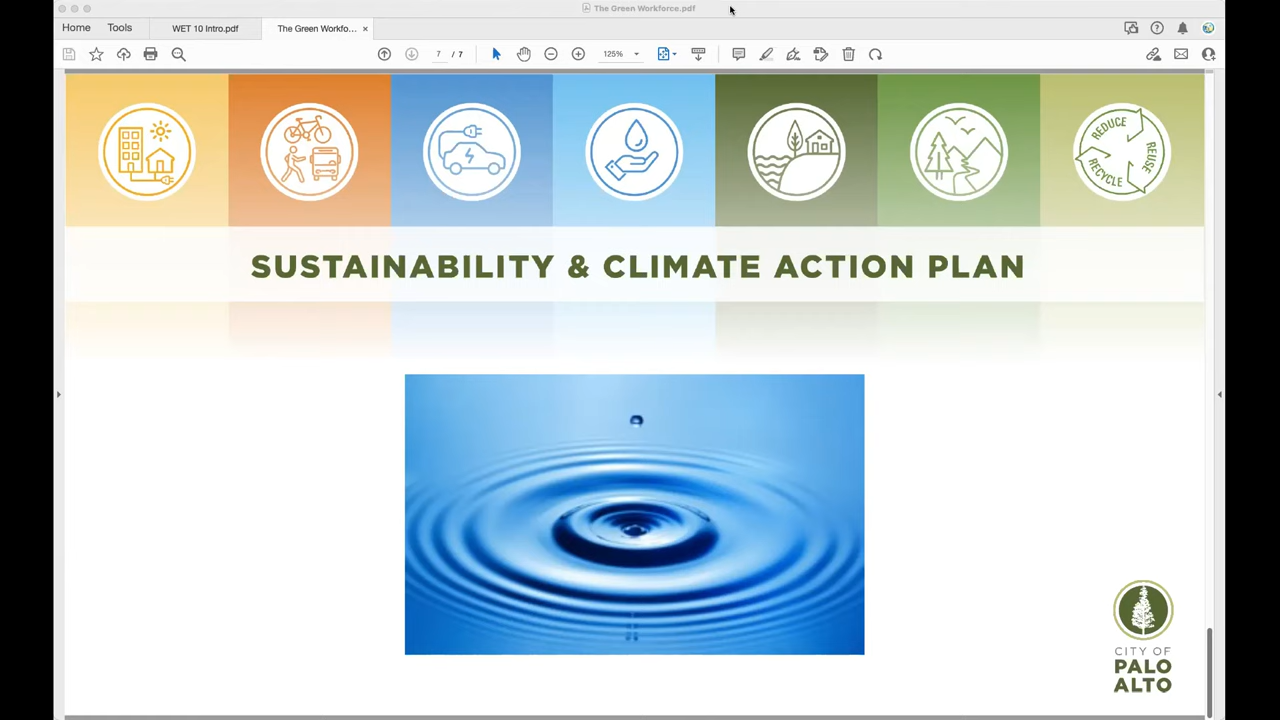 The Green Workforce.pdf
Home
Tools
WET 10 Intro.pdf
The Green Workfo...
7 / 7
125%
REDUCE
REUSE
RECYCLE
SUSTAINABILITY & CLIMATE ACTION PLAN
CITY OF
PALO
ALTO